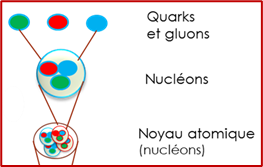 Quarks
et gluons
Nucléons
Noyau atomique
(nucléons)